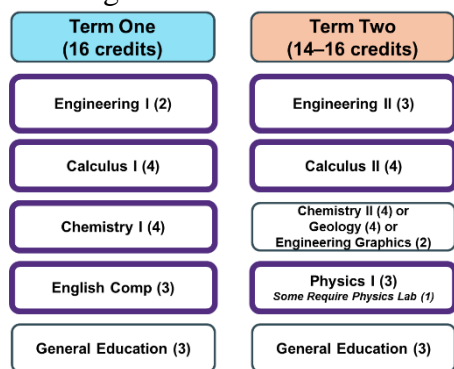 Term One
(16 credits)
Engineering I (2)
Calculus I (4)
Chemistry I (4)
English Comp (3)
General Education (3)
Term Two
(14–16 credits)
Engineering II (3)
Calculus II (4)
Chemistry II (4) or
Geology (4) or
Engineering Graphics (2)
Physics I (3)
Some Require Physics Lab (1)
General Education (3)